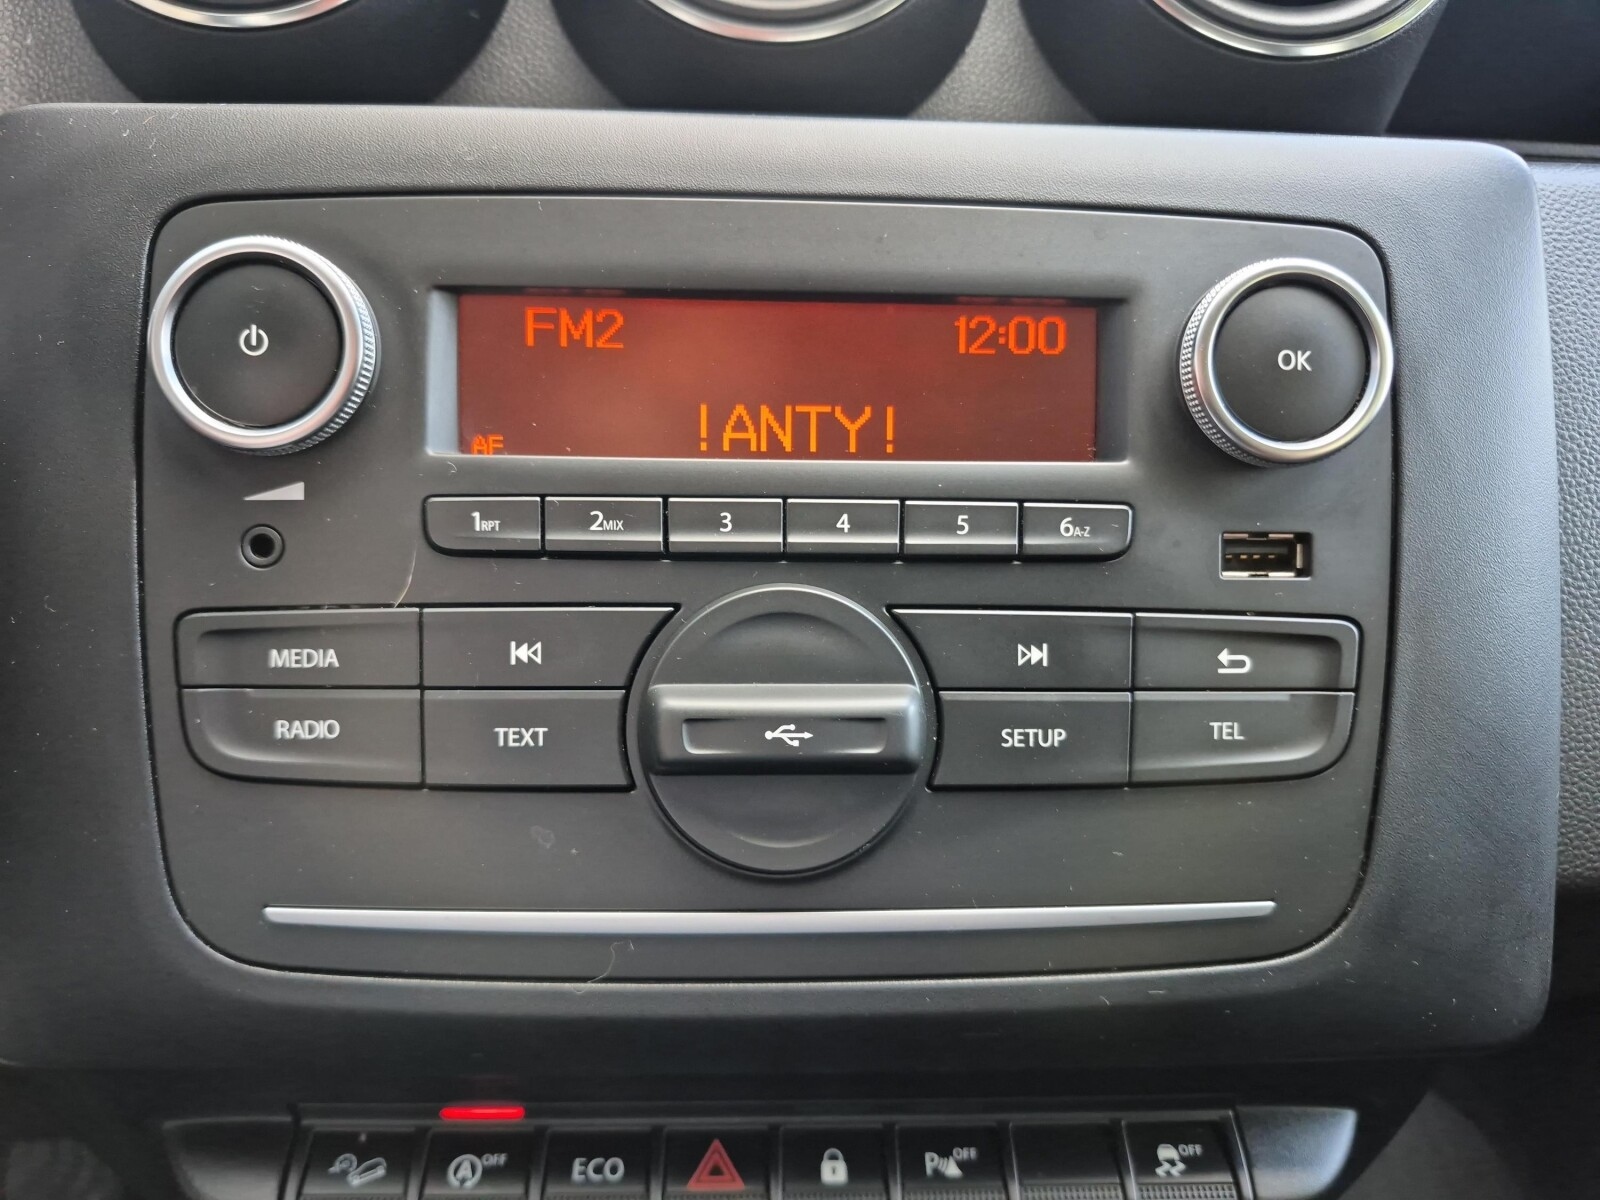 FM2 12:00
AF !ANTY!
OK
1RPT 2MIX 3 4 5 6A-Z
MEDIA
RADIO TEXT SETUP TEL
A OFF ECO P OFF OFF